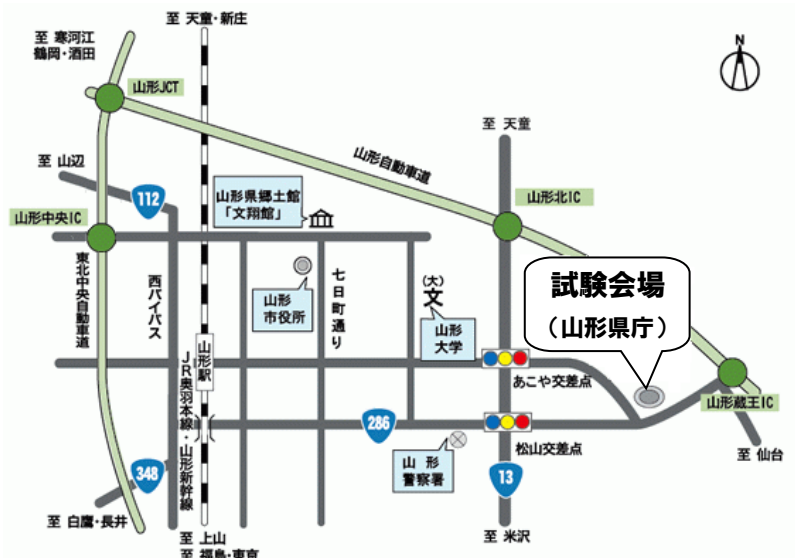 至 天童・新庄
至 寒河江
鶴岡・酒田
N
山形JCT
至 天童
山形自動車道
至 山辺
112
山形県郷土館
「文翔館」
山形北IC
山形中央IC
東北中央自動車道
西バイパス
山形
市役所
七日町通り
(大)
文
山形
大学
試験会場
（山形県庁）
山形駅
JR奥羽本線・山形新幹線
あこや交差点
山形蔵王IC
286
松山交差点
至 仙台
山 形
警察署
348
13
至 白鷹・長井
至 上山
至 福島・東京
至 米沢